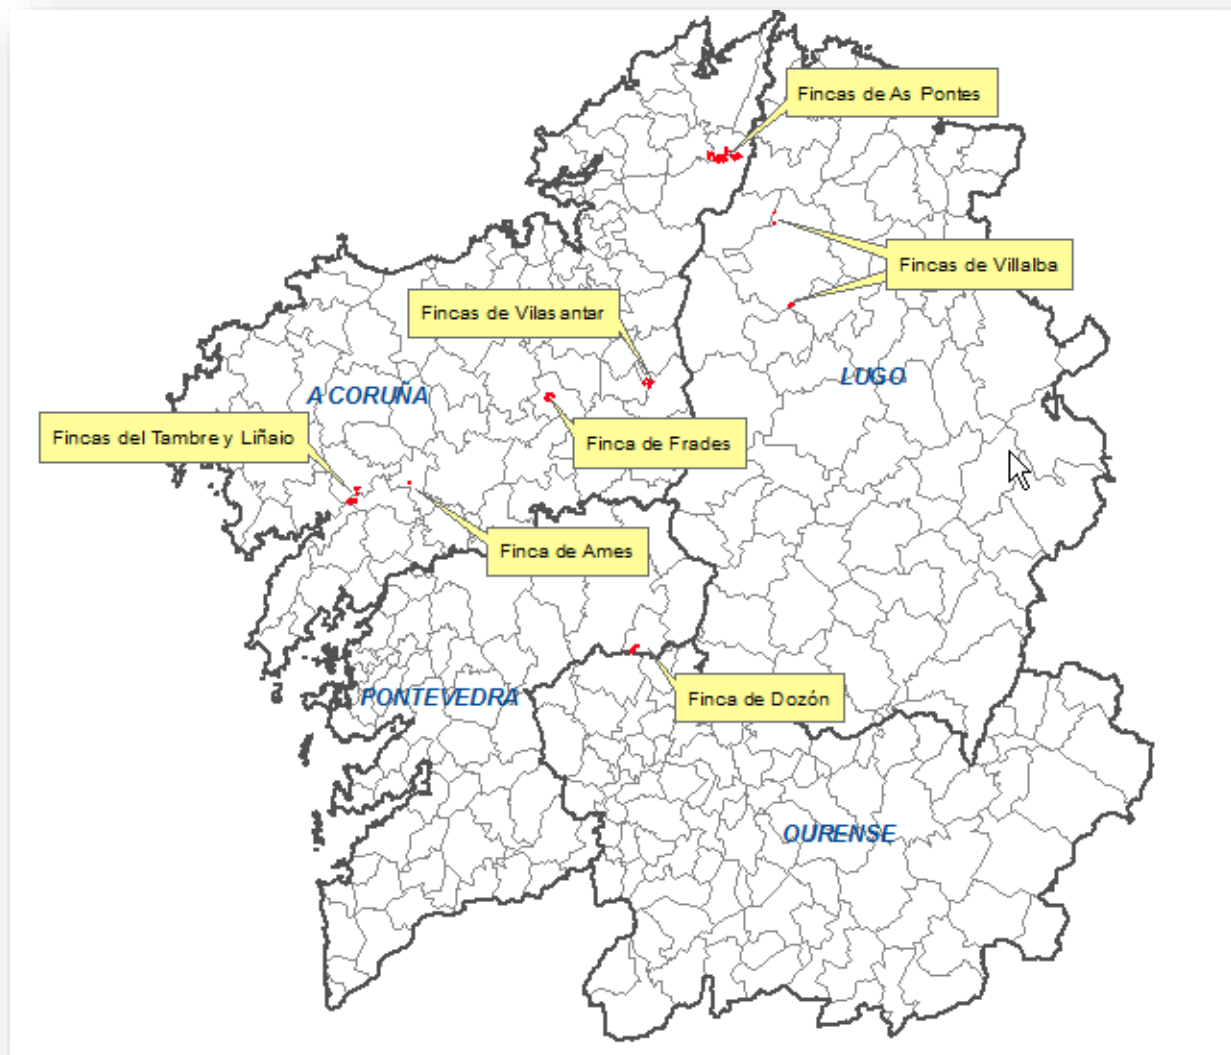 Fincas de As Pontes
Fincas de Villalba
Fincas de Vilasantar
LUGO
A CORUÑA
Fincas del Tambre y Liñaio
Finca de Frades
Finca de Ames
PONTEVEDRA
Finca de Dozón
OURENSE